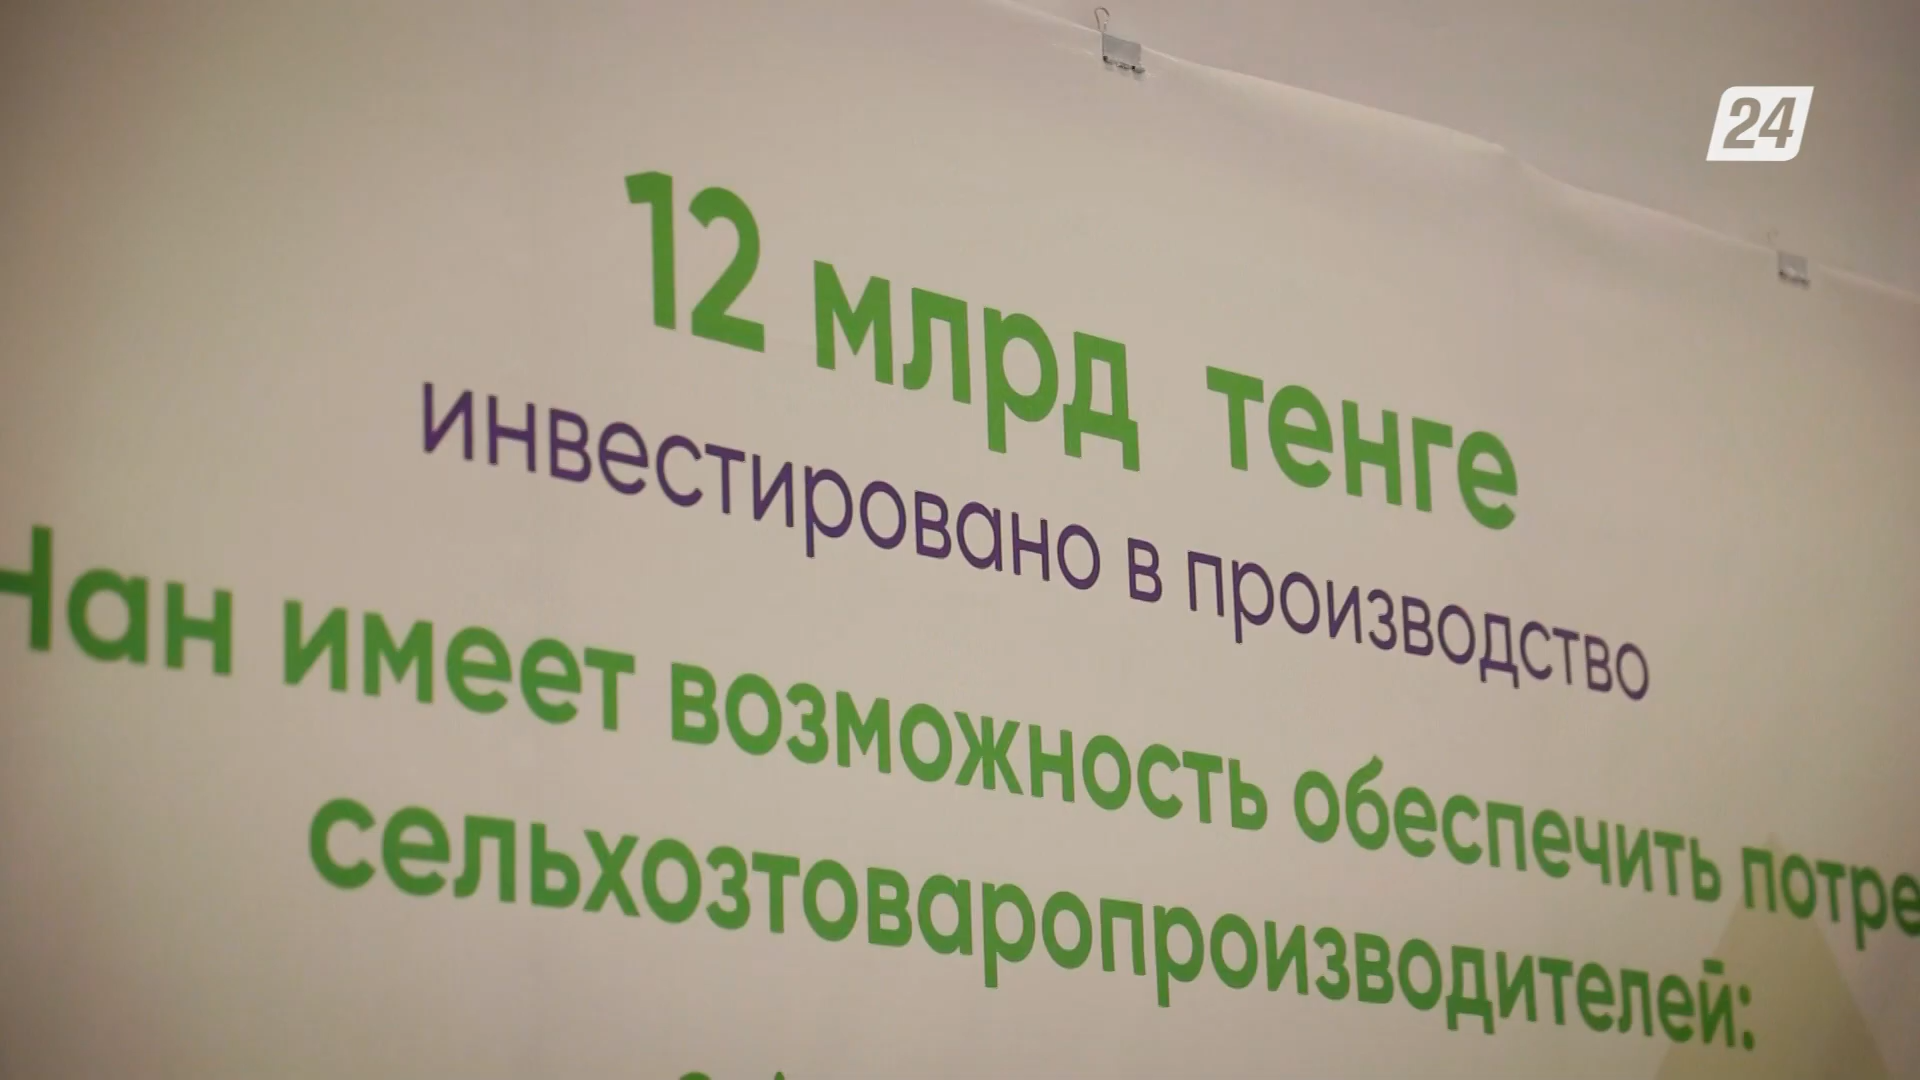 24
12 млрд тенге
инвестировано в производство
Нан имеет возможность обеспечить потре
сельхозтоваропроизводителей: